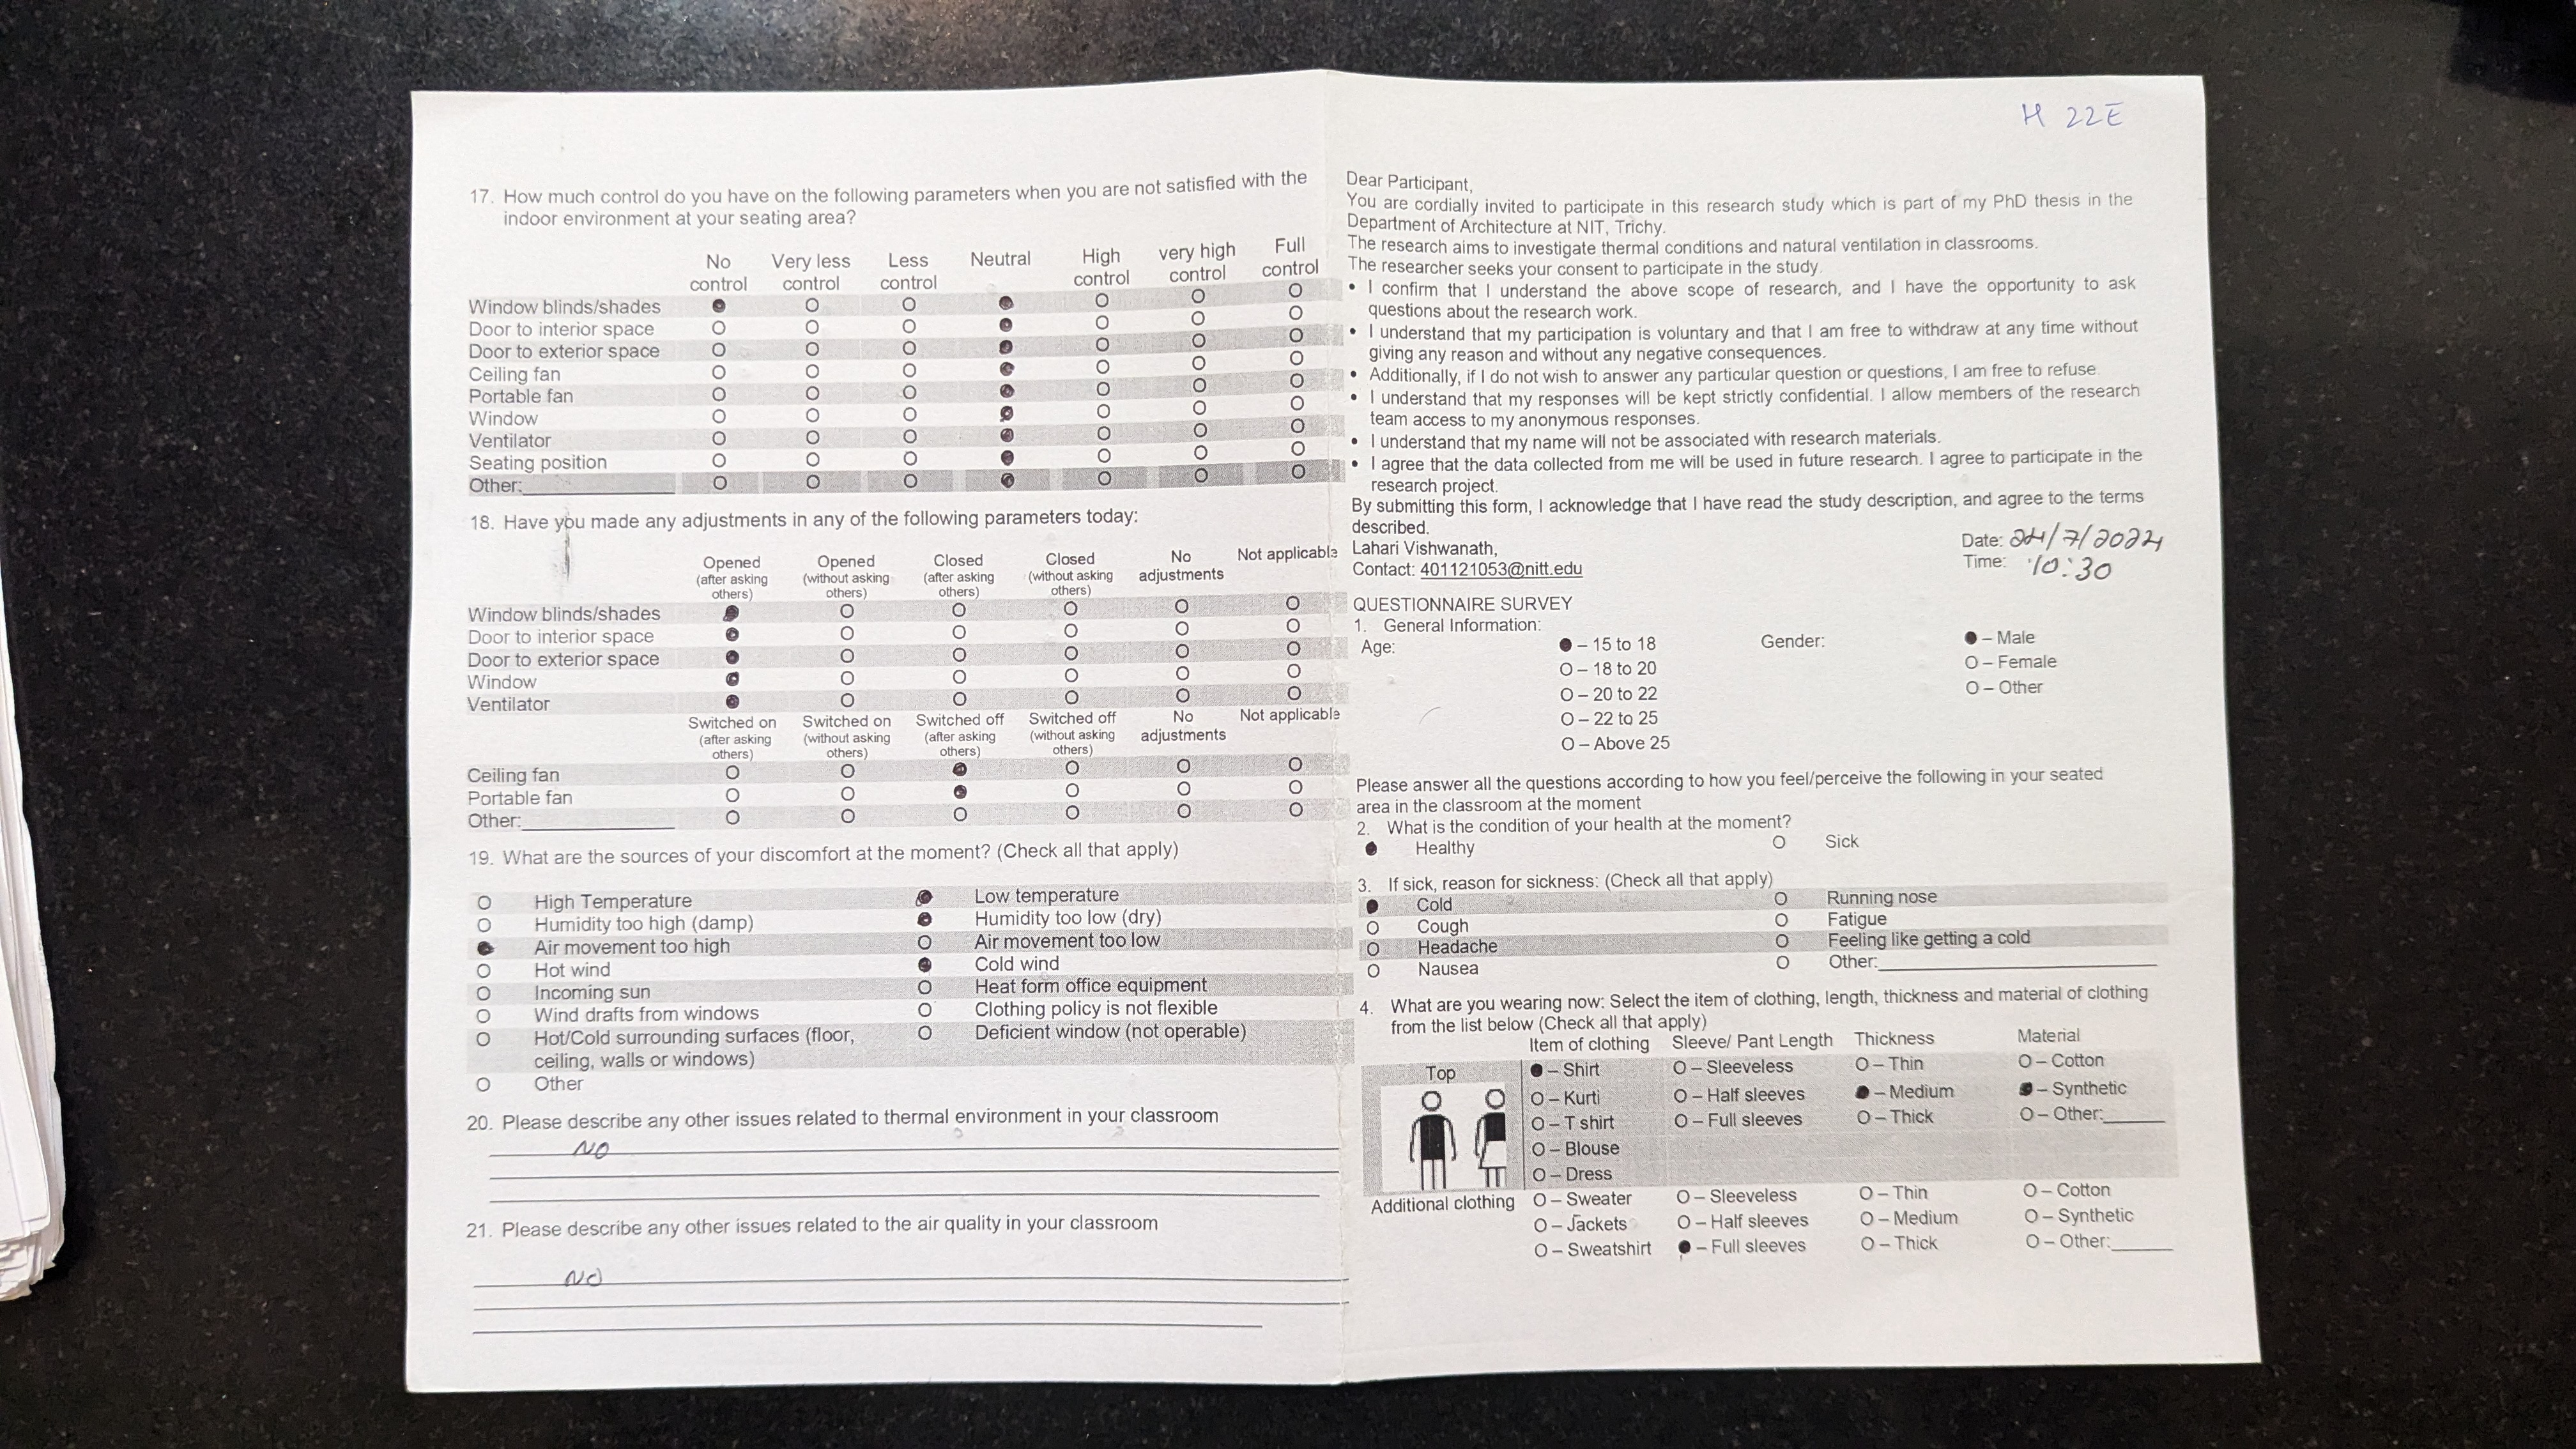 17. How much control do you have on the following parameters when you are not satisfied with the
indoor environment at your seating area?
No control Very less control Less control Neutral High control very high control Full control
Window blinds/shades ● O O ● O O O
Door to interior space O O O ● O O O
Door to exterior space O O O ● O O O
Ceiling fan O O O ● O O O
Portable fan O O O ● O O O
Window O O O ● O O O
Ventilator O O O ● O O O
Seating position O O O ● O O O
Other:__________ O O O ● O O O
18. Have you made any adjustments in any of the following parameters today:
Opened (after asking others) Opened (without asking others) Closed (after asking others) Closed (without asking others) No adjustments Not applicable
Window blinds/shades ● O O O O O
Door to interior space ● O O O O O
Door to exterior space ● O O O O O
Window ● O O O O O
Ventilator ● O O O O O
Switched on (after asking others) Switched on (without asking others) Switched off (after asking others) Switched off (without asking others) No adjustments Not applicable
Ceiling fan O O ● O O O
Portable fan O O ● O O O
Other:__________ O O O O O O
19. What are the sources of your discomfort at the moment? (Check all that apply)
O High Temperature ● Low temperature
O Humidity too high (damp) ● Humidity too low (dry)
● Air movement too high O Air movement too low
O Hot wind ● Cold wind
O Incoming sun O Heat form office equipment
O Wind drafts from windows O Clothing policy is not flexible
O Hot/Cold surrounding surfaces (floor, O Deficient window (not operable)
ceiling, walls or windows)
O Other
20. Please describe any other issues related to thermal environment in your classroom
NO
21. Please describe any other issues related to the air quality in your classroom
NO
H 22E
Dear Participant,
You are cordially invited to participate in this research study which is part of my PhD thesis in the
Department of Architecture at NIT, Trichy.
The research aims to investigate thermal conditions and natural ventilation in classrooms.
The researcher seeks your consent to participate in the study.
• I confirm that I understand the above scope of research, and I have the opportunity to ask
questions about the research work.
• I understand that my participation is voluntary and that I am free to withdraw at any time without
giving any reason and without any negative consequences.
• Additionally, if I do not wish to answer any particular question or questions, I am free to refuse
• I understand that my responses will be kept strictly confidential. I allow members of the research
team access to my anonymous responses.
• I understand that my name will not be associated with research materials.
• I agree that the data collected from me will be used in future research. I agree to participate in the
research project.
By submitting this form, I acknowledge that I have read the study description, and agree to the terms
described.
Lahari Vishwanath, Date: 24/7/2024
Contact: 401121053@nitt.edu Time: 10:30
QUESTIONNAIRE SURVEY
1. General Information:
Age: ● – 15 to 18 Gender: ● – Male
O – 18 to 20 O – Female
O – 20 to 22 O – Other
O – 22 to 25
O – Above 25
Please answer all the questions according to how you feel/perceive the following in your seated
area in the classroom at the moment
2. What is the condition of your health at the moment?
● Healthy O Sick
3. If sick, reason for sickness: (Check all that apply)
● Cold O Running nose
O Cough O Fatigue
O Headache O Feeling like getting a cold
O Nausea O Other:__________
4. What are you wearing now: Select the item of clothing, length, thickness and material of clothing
from the list below (Check all that apply)
Item of clothing Sleeve/ Pant Length Thickness Material
Top ● – Shirt O – Sleeveless O – Thin O – Cotton
O – Kurti O – Half sleeves ● – Medium ● – Synthetic
O – T shirt O – Full sleeves O – Thick O – Other:______
O – Blouse
O – Dress
Additional clothing O – Sweater O – Sleeveless O – Thin O – Cotton
O – Jackets O – Half sleeves O – Medium O – Synthetic
O – Sweatshirt ● – Full sleeves O – Thick O – Other:______